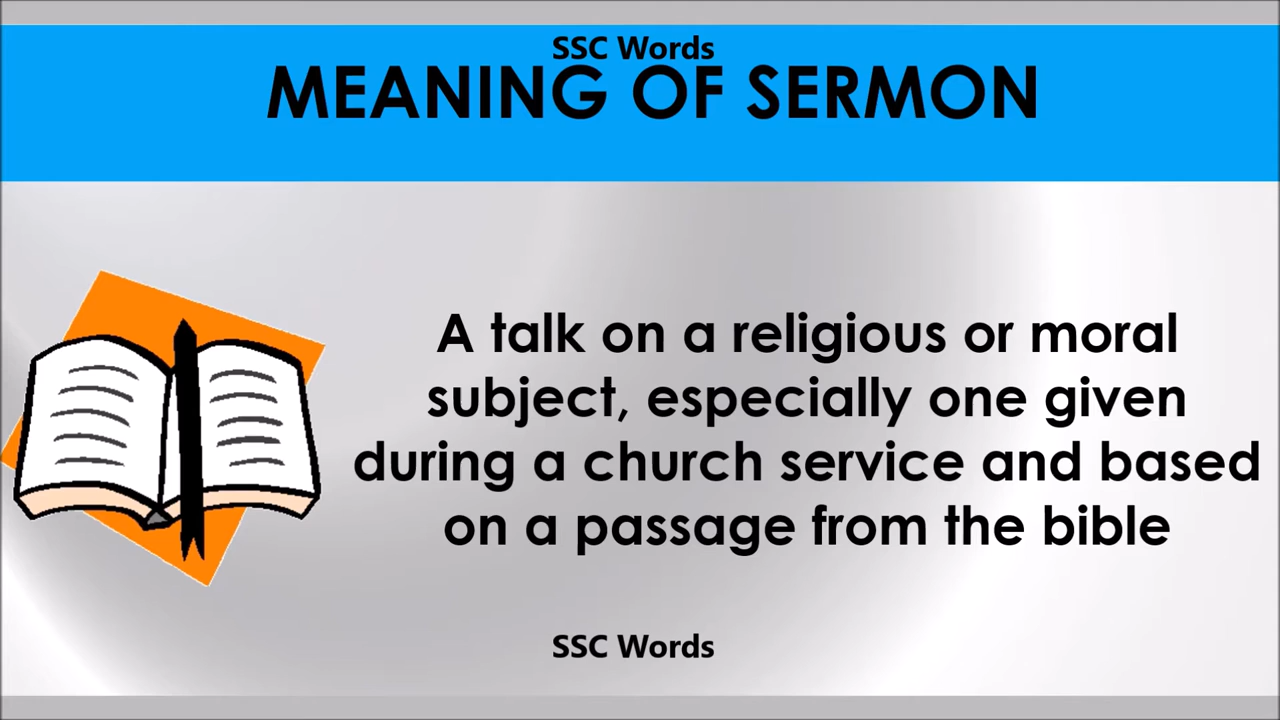 SSC Words
MEANING OF SERMON
A talk on a religious or moral
subject, especially one given
during a church service and based
on a passage from the bible
SSC Words